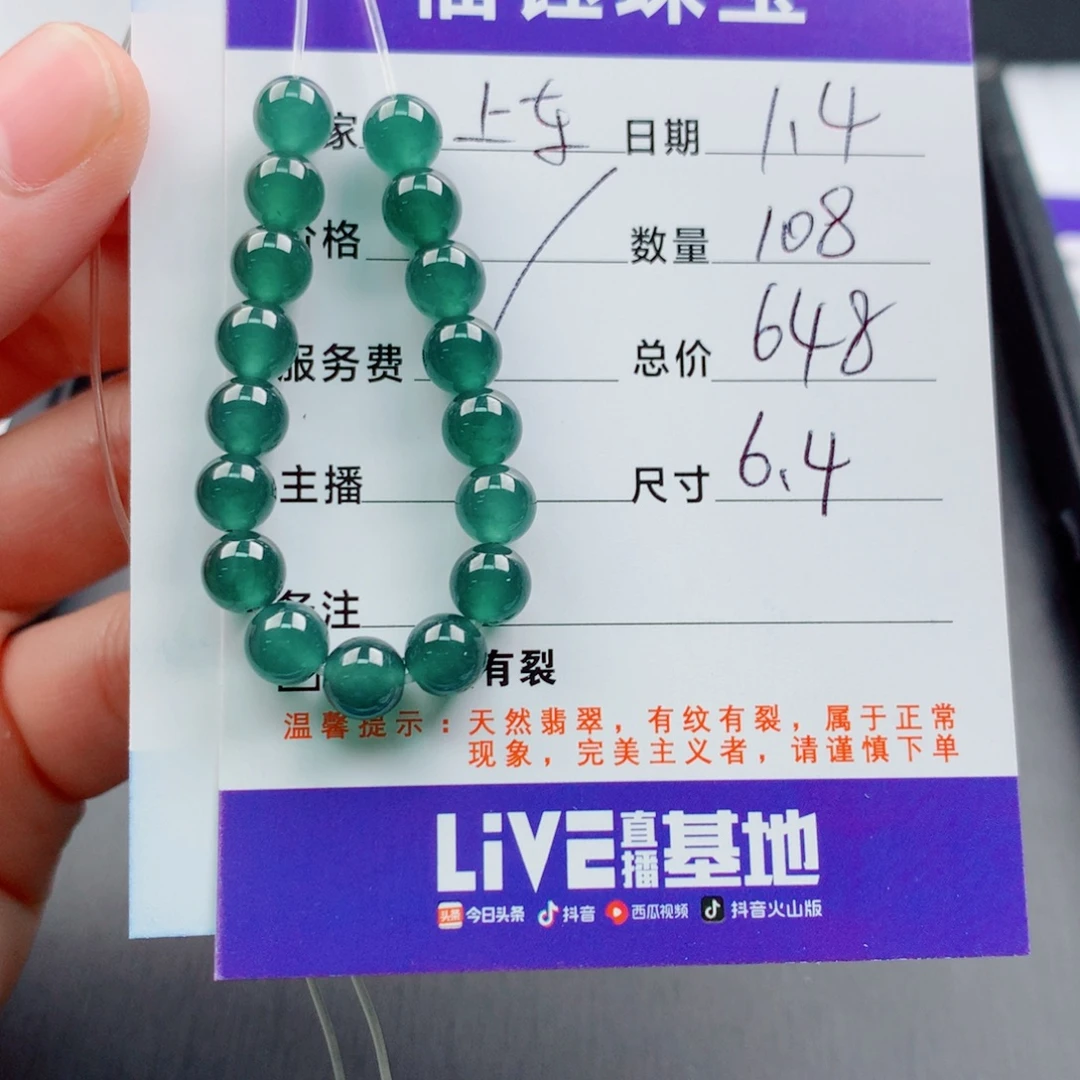 珠宝
家 上 日期 1.4
价格 数量 108
服务费 总价 648
主播 尺寸 6.4
备注
有裂
温馨提示：天然翡翠，有纹有裂，属于正常
现象，完美主义者，请谨慎下单
LiVE直播基地
头条 今日头条 抖音 西瓜视频 抖音火山版